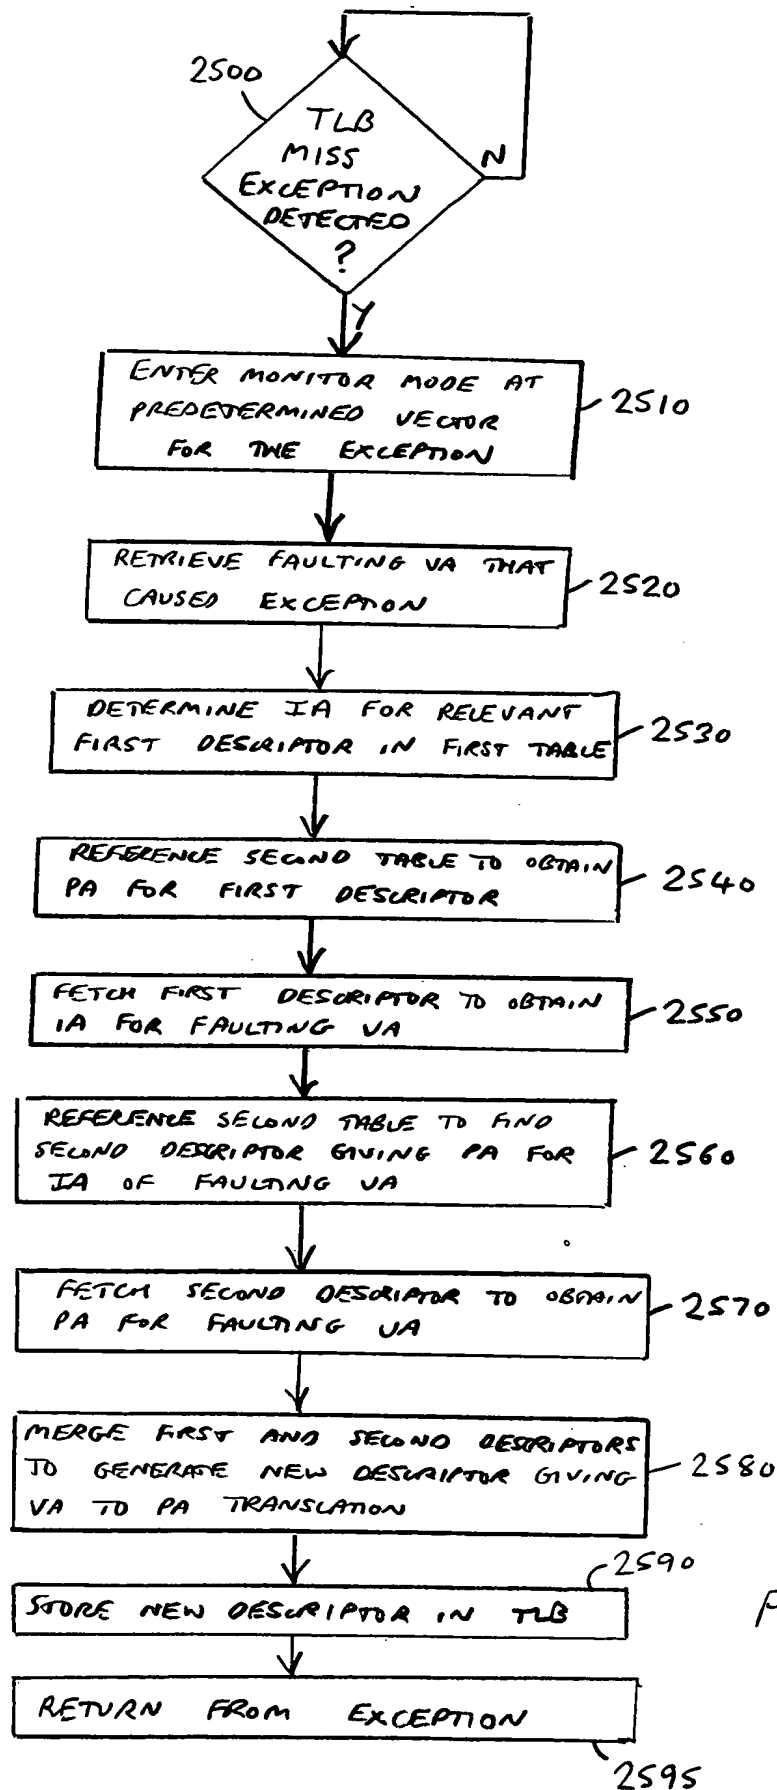 2500
TLB
MISS
EXCEPTION
DETECTED
?
N
Y
ENTER MONITOR MODE AT
PREDETERMINED VECTOR
FOR THE EXCEPTION
2510
RETRIEVE FAULTING VA THAT
CAUSED EXCEPTION
2520
DETERMINE IA FOR RELEVANT
FIRST DESCRIPTOR IN FIRST TABLE
2530
REFERENCE SECOND TABLE TO OBTAIN
PA FOR FIRST DESCRIPTOR
2540
FETCH FIRST DESCRIPTOR TO OBTAIN
IA FOR FAULTING VA
2550
REFERENCE SECOND TABLE TO FIND
SECOND DESCRIPTOR GIVING PA FOR
IA OF FAULTING VA
2560
FETCH SECOND DESCRIPTOR TO OBTAIN
PA FOR FAULTING VA
2570
MERGE FIRST AND SECOND DESCRIPTORS
TO GENERATE NEW DESCRIPTOR GIVING
VA TO PA TRANSLATION
2580
2590
STORE NEW DESCRIPTOR IN TLB
RETURN FROM EXCEPTION
2595